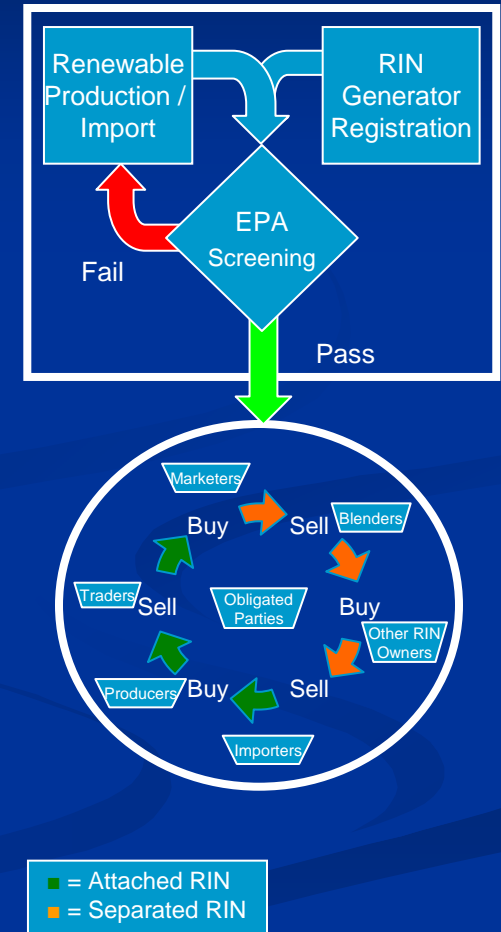 Renewable
Production /
Import
RIN
Generator
Registration
EPA
Screening
Fail
Pass
Marketers
Buy
Sell
Blenders
Traders
Sell
Obligated
Parties
Buy
Other RIN
Owners
Producers
Buy
Sell
Importers
= Attached RIN
= Separated RIN